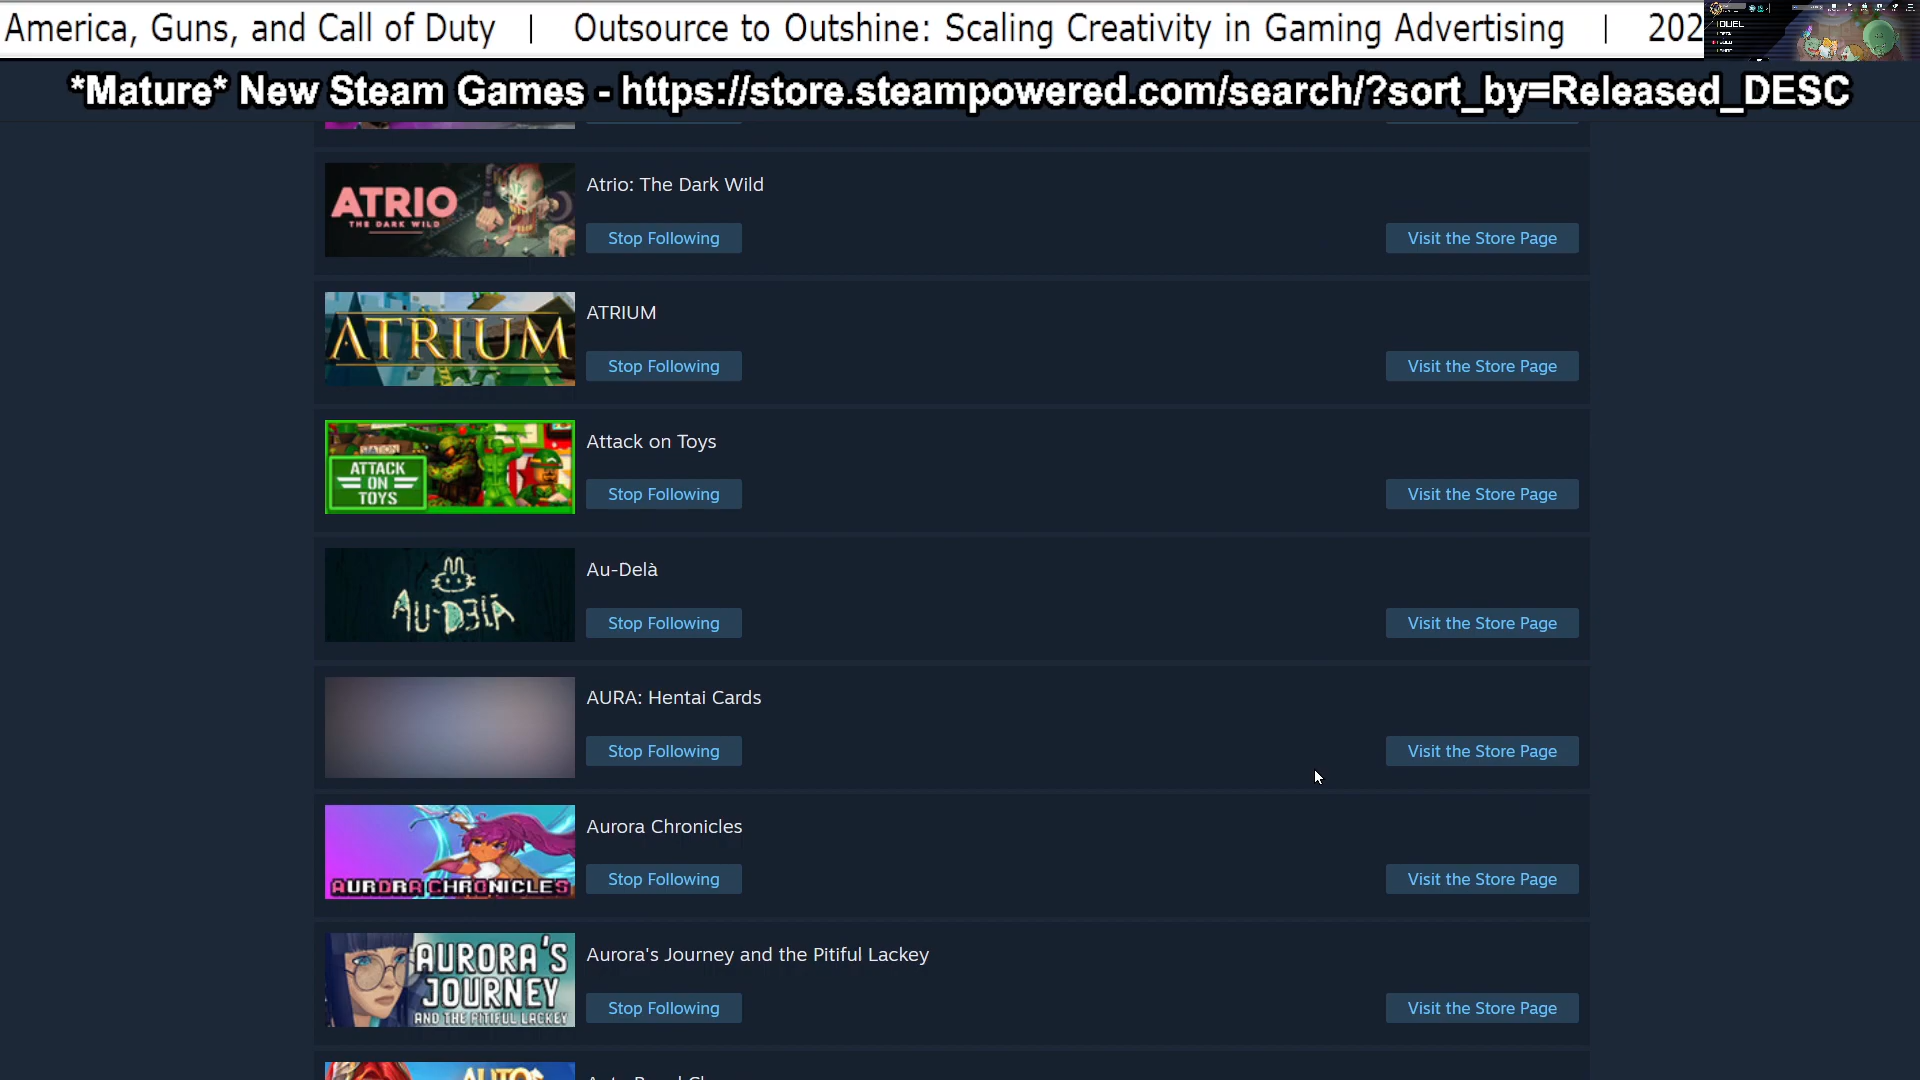 America, Guns, and Call of Duty | Outsource to Outshine: Scaling Creativity in Gaming Advertising | 202
DUEL
*Mature* New Steam Games - https://store.steampowered.com/search/?sort_by=Released_DESC
ATRIO
THE DARK WILD
Atrio: The Dark Wild
Stop Following
Visit the Store Page
ATRIUM
ATRIUM
Stop Following
Visit the Store Page
STATION
ATTACK
ON
TOYS
Attack on Toys
Stop Following
Visit the Store Page
AU-DELÀ
Au-Delà
Stop Following
Visit the Store Page
AURA: Hentai Cards
Stop Following
Visit the Store Page
AURORA CHRONICLES
Aurora Chronicles
Stop Following
Visit the Store Page
AURORA'S
JOURNEY
AND THE PITIFUL LACKEY
Aurora's Journey and the Pitiful Lackey
Stop Following
Visit the Store Page